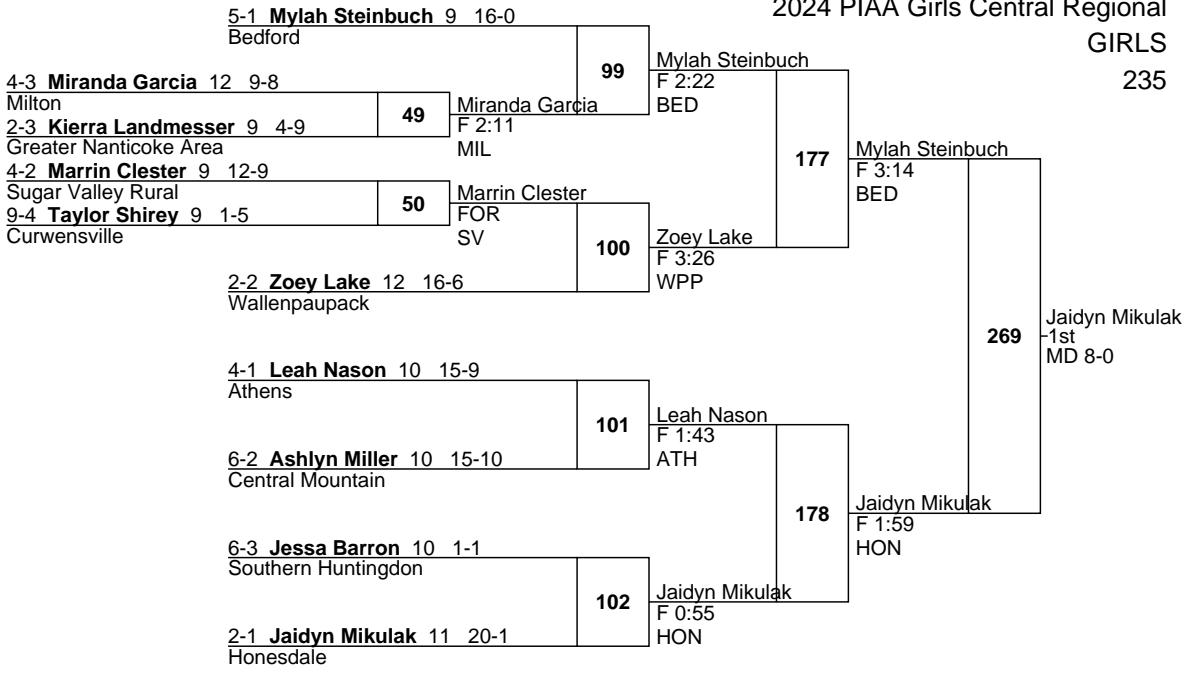 2024 PIAA Girls Central Regional
GIRLS
235
5-1 Mylah Steinbuch 9 16-0
Bedford
4-3 Miranda Garcia 12 9-8
Milton
2-3 Kierra Landmesser 9 4-9
Greater Nanticoke Area
4-2 Marrin Clester 9 12-9
Sugar Valley Rural
9-4 Taylor Shirey 9 1-5
Curwensville
2-2 Zoey Lake 12 16-6
Wallenpaupack
4-1 Leah Nason 10 15-9
Athens
6-2 Ashlyn Miller 10 15-10
Central Mountain
6-3 Jessa Barron 10 1-1
Southern Huntingdon
2-1 Jaidyn Mikulak 11 20-1
Honesdale
49
Miranda Garcia
F 2:11
MIL
50
Marrin Clester
FOR
SV
99
Mylah Steinbuch
F 2:22
BED
100
Zoey Lake
F 3:26
WPP
101
Leah Nason
F 1:43
ATH
102
Jaidyn Mikulak
F 0:55
HON
177
Mylah Steinbuch
F 3:14
BED
178
Jaidyn Mikulak
F 1:59
HON
269
Jaidyn Mikulak
1st
MD 8-0